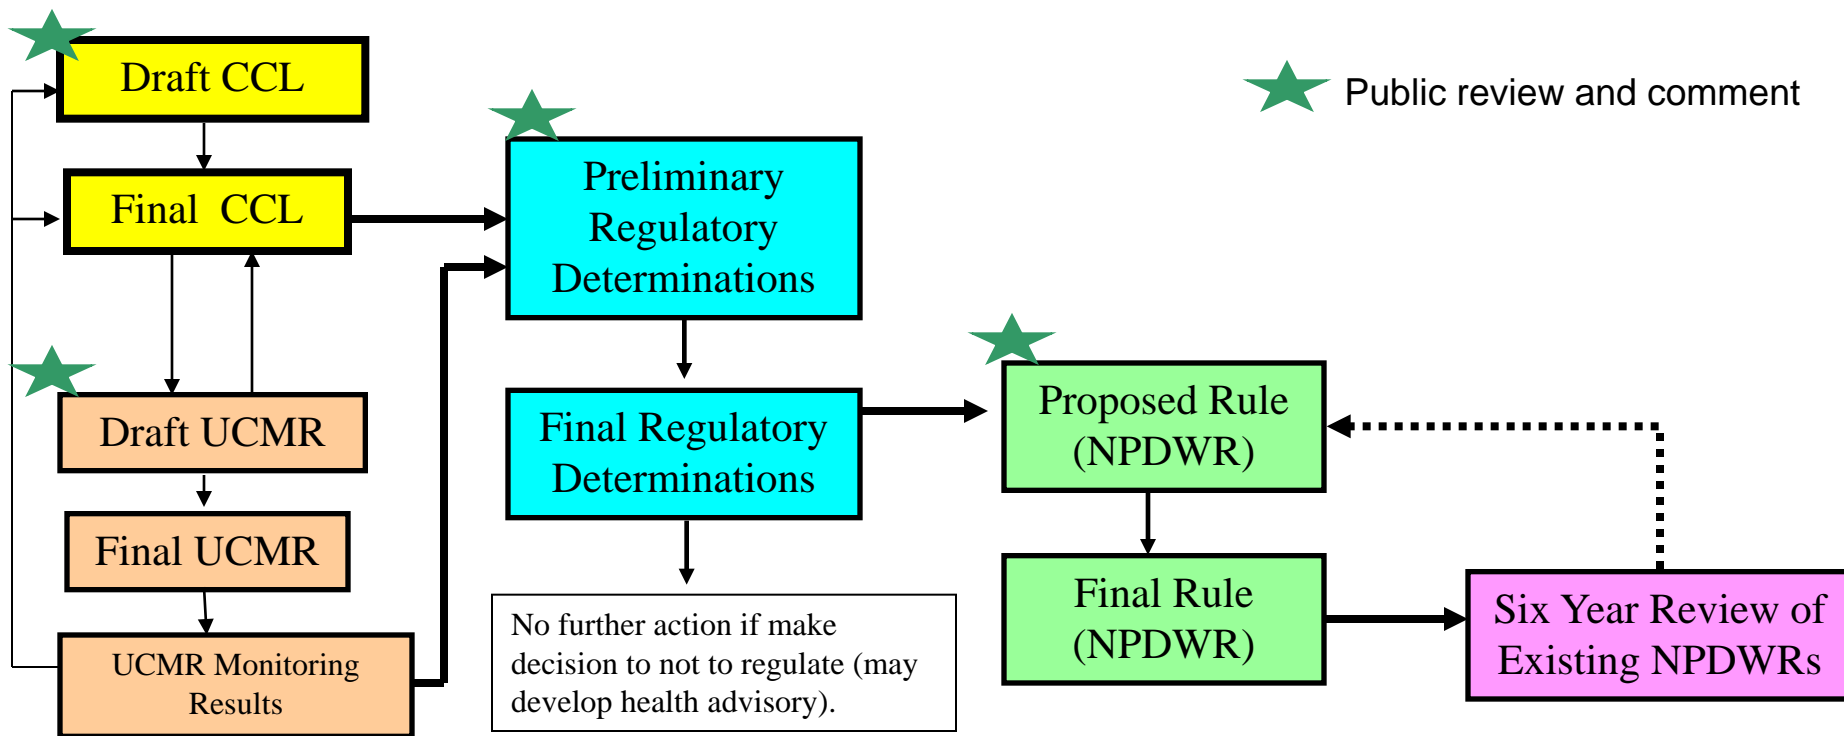 Draft CCL
Final CCL
Draft UCMR
Final UCMR
UCMR Monitoring
Results
Preliminary
Regulatory
Determinations
Final Regulatory
Determinations
No further action if make
decision to not to regulate (may
develop health advisory).
Public review and comment
Proposed Rule
(NPDWR)
Final Rule
(NPDWR)
Six Year Review of
Existing NPDWRs